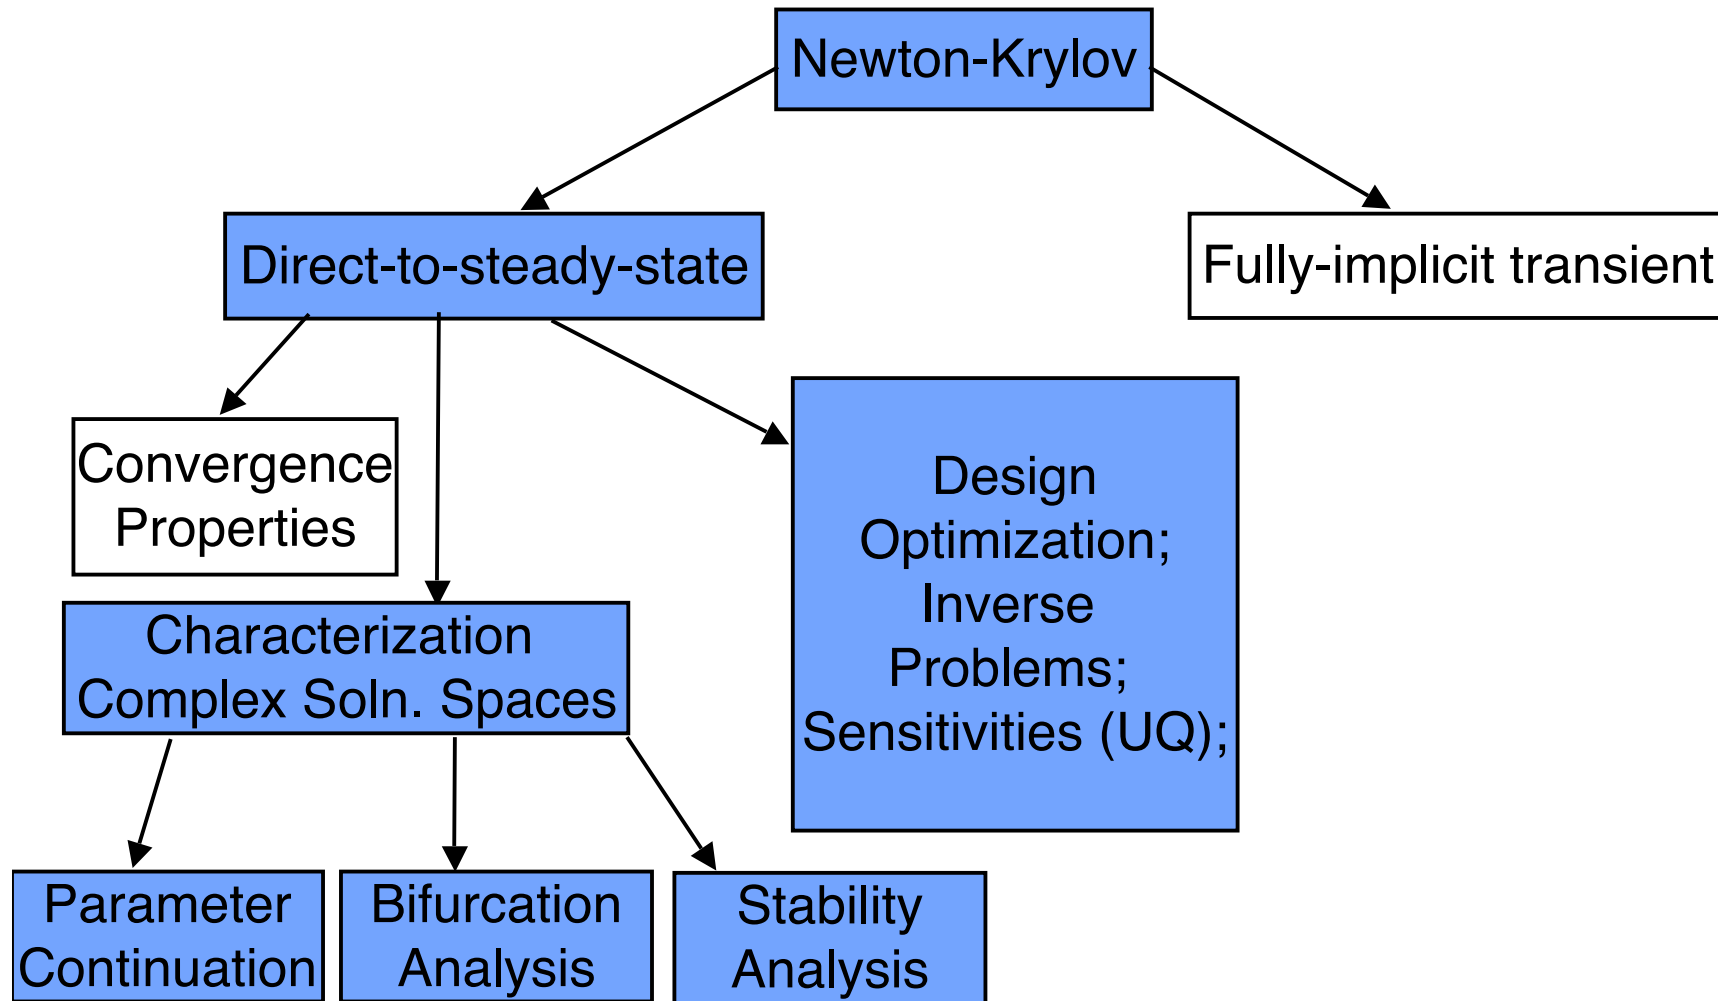 Newton-Krylov
Direct-to-steady-state
Fully-implicit transient
Convergence
Properties
Design
Optimization;
Inverse
Problems;
Sensitivities (UQ);
Characterization
Complex Soln. Spaces
Parameter
Continuation
Bifurcation
Analysis
Stability
Analysis